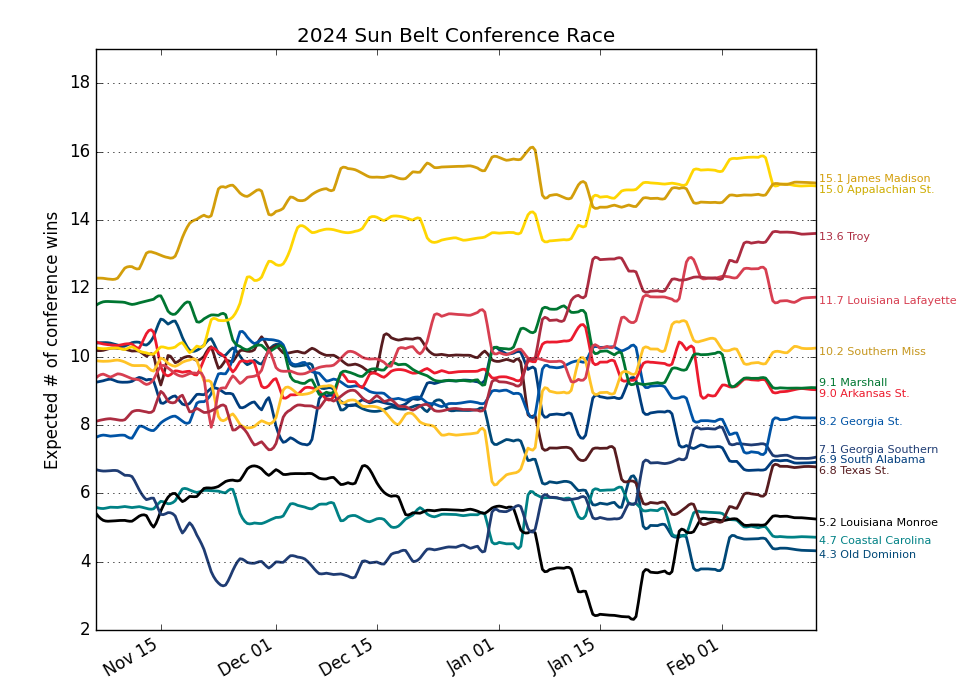 2024 Sun Belt Conference Race
Expected # of conference wins
18
16
14
12
10
8
6
4
2
Nov 15
Dec 01
Dec 15
Jan 01
Jan 15
Feb 01
15.1 James Madison
15.0 Appalachian St.
13.6 Troy
11.7 Louisiana Lafayette
10.2 Southern Miss
9.1 Marshall
9.0 Arkansas St.
8.2 Georgia St.
7.1 Georgia Southern
6.9 South Alabama
6.8 Texas St.
5.2 Louisiana Monroe
4.7 Coastal Carolina
4.3 Old Dominion